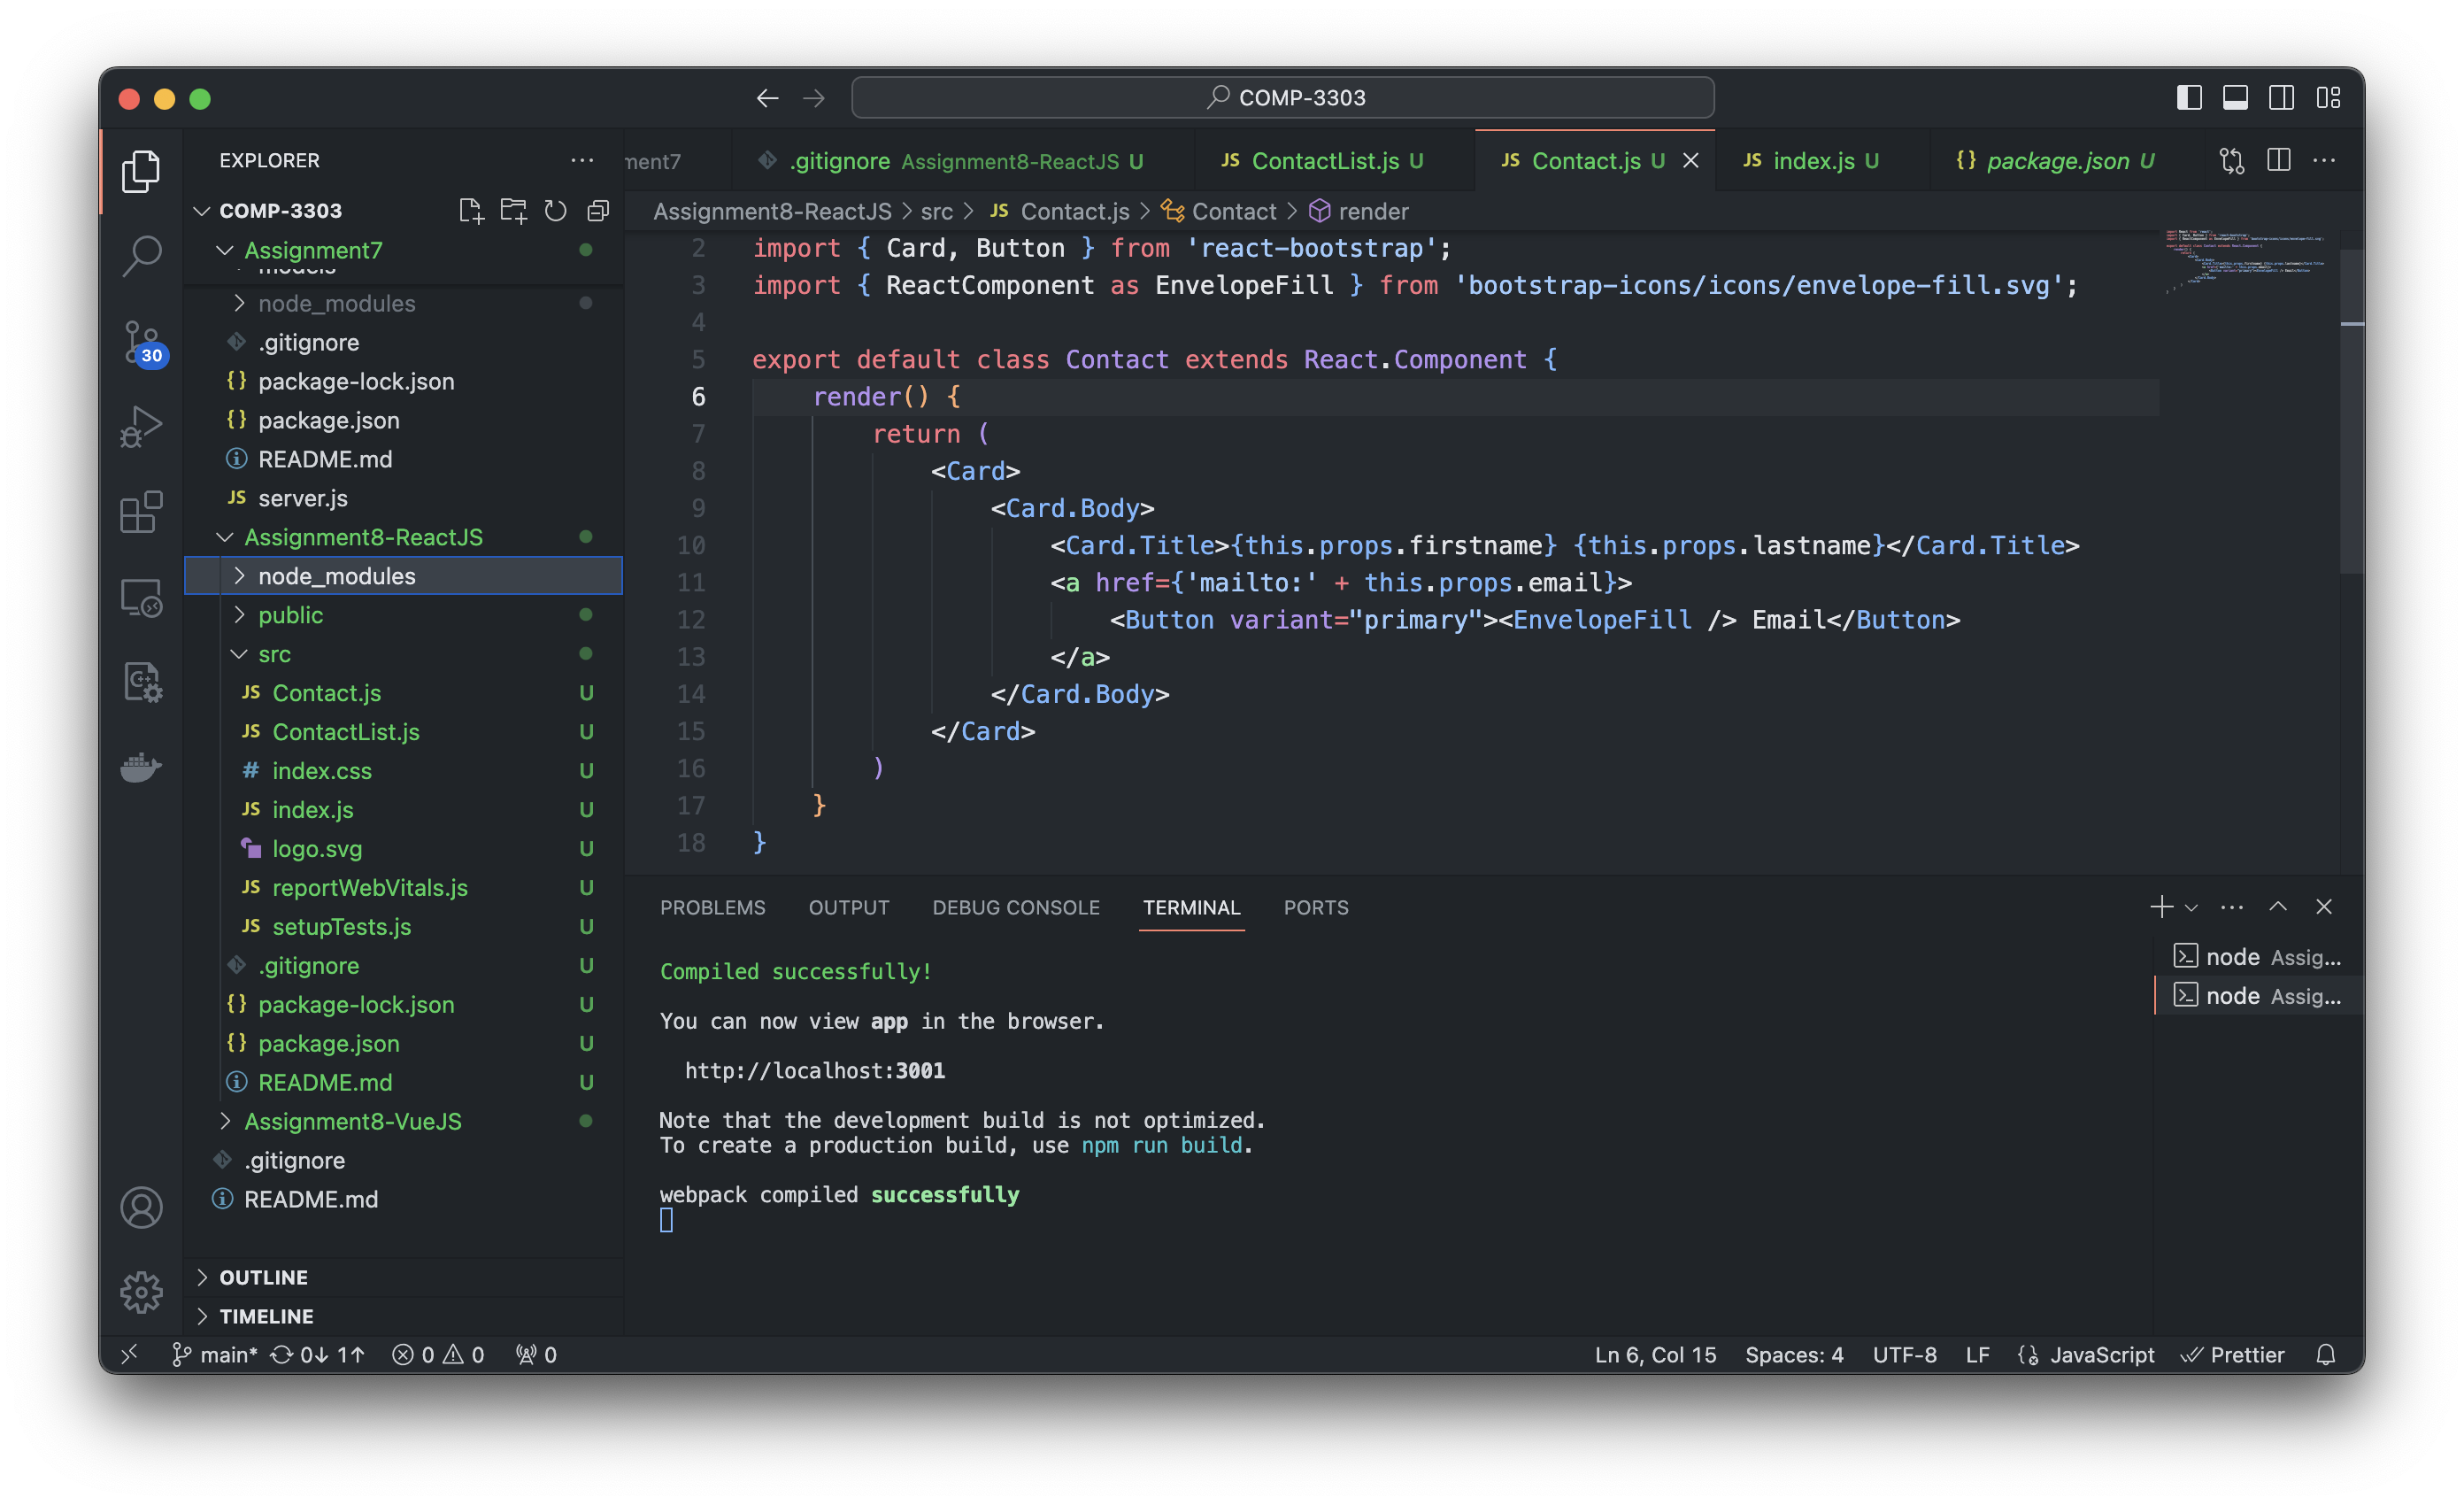 COMP-3303
EXPLORER
COMP-3303
Assignment7
models
node_modules
.gitignore
package-lock.json
package.json
README.md
JS server.js
Assignment8-ReactJS
node_modules
public
src
JS Contact.js U
JS ContactList.js U
# index.css U
JS index.js U
logo.svg U
JS reportWebVitals.js U
JS setupTests.js U
.gitignore U
{} package-lock.json U
{} package.json U
README.md U
Assignment8-VueJS
.gitignore
README.md
OUTLINE
TIMELINE
30
ment7
.gitignore Assignment8-ReactJS U
JS ContactList.js U
JS Contact.js U
JS index.js U
{} package.json U
Assignment8-ReactJS > src > JS Contact.js > Contact > render
2 import { Card, Button } from 'react-bootstrap';
3 import { ReactComponent as EnvelopeFill } from 'bootstrap-icons/icons/envelope-fill.svg';
4
5 export default class Contact extends React.Component {
6 render() {
7 return (
8 <Card>
9 <Card.Body>
10 <Card.Title>{this.props.firstname} {this.props.lastname}</Card.Title>
11 <a href={'mailto:' + this.props.email}>
12 <Button variant="primary"><EnvelopeFill /> Email</Button>
13 </a>
14 </Card.Body>
15 </Card>
16 )
17 }
18 }
PROBLEMS OUTPUT DEBUG CONSOLE TERMINAL PORTS
Compiled successfully!
You can now view app in the browser.
http://localhost:3001
Note that the development build is not optimized.
To create a production build, use npm run build.
webpack compiled successfully
node Assig...
node Assig...
main* 0↓ 1↑ 0 0 0
Ln 6, Col 15 Spaces: 4 UTF-8 LF JavaScript Prettier